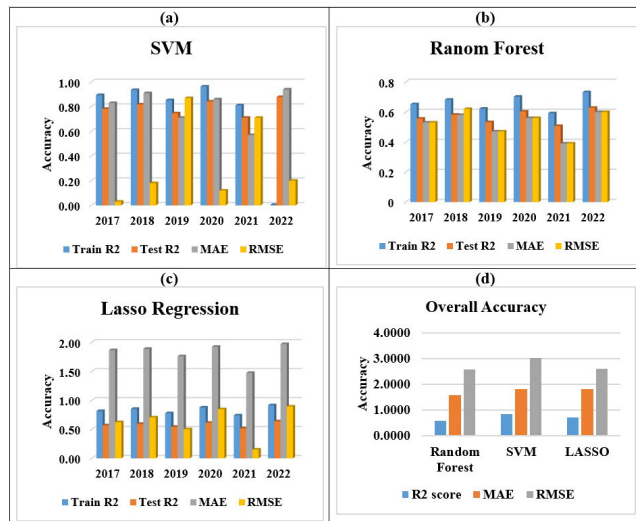 (a)
SVM
1.00
0.80
0.60
0.40
0.20
0.00
Accuracy
2017 2018 2019 2020 2021 2022
Train R2 Test R2 MAE RMSE
(b)
Ranom Forest
0.8
0.6
0.4
0.2
0
Accuracy
2017 2018 2019 2020 2021 2022
Train R2 Test R2 MAE RMSE
(c)
Lasso Regression
2.00
1.50
1.00
0.50
0.00
Accuracy
2017 2018 2019 2020 2021 2022
Train R2 Test R2 MAE RMSE
(d)
Overall Accuracy
4.0000
3.0000
2.0000
1.0000
0.0000
Accuracy
Random SVM LASSO
Forest
R2 score MAE RMSE